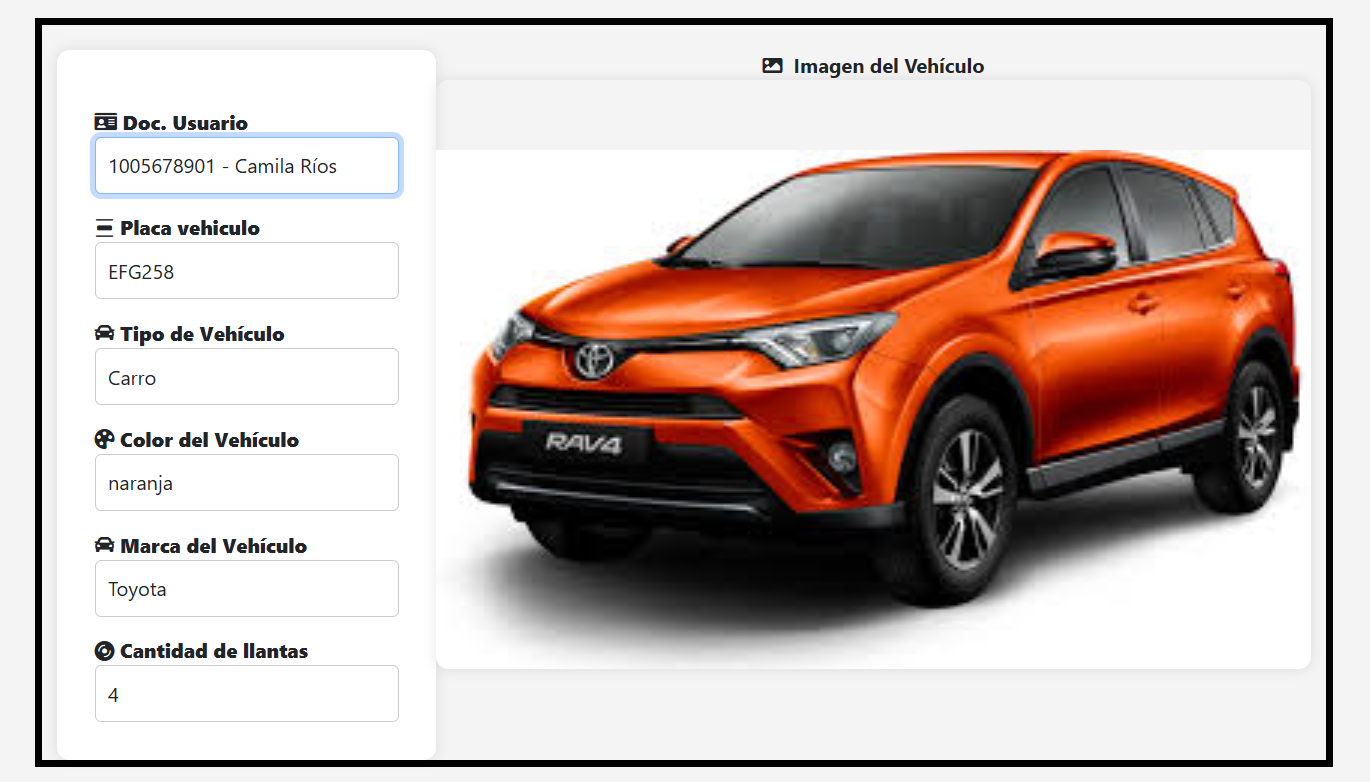 Doc. Usuario
1005678901 - Camila Ríos
Placa vehiculo
EFG258
Tipo de Vehículo
Carro
Color del Vehículo
naranja
Marca del Vehículo
Toyota
Cantidad de llantas
4
Imagen del Vehículo
RAV4